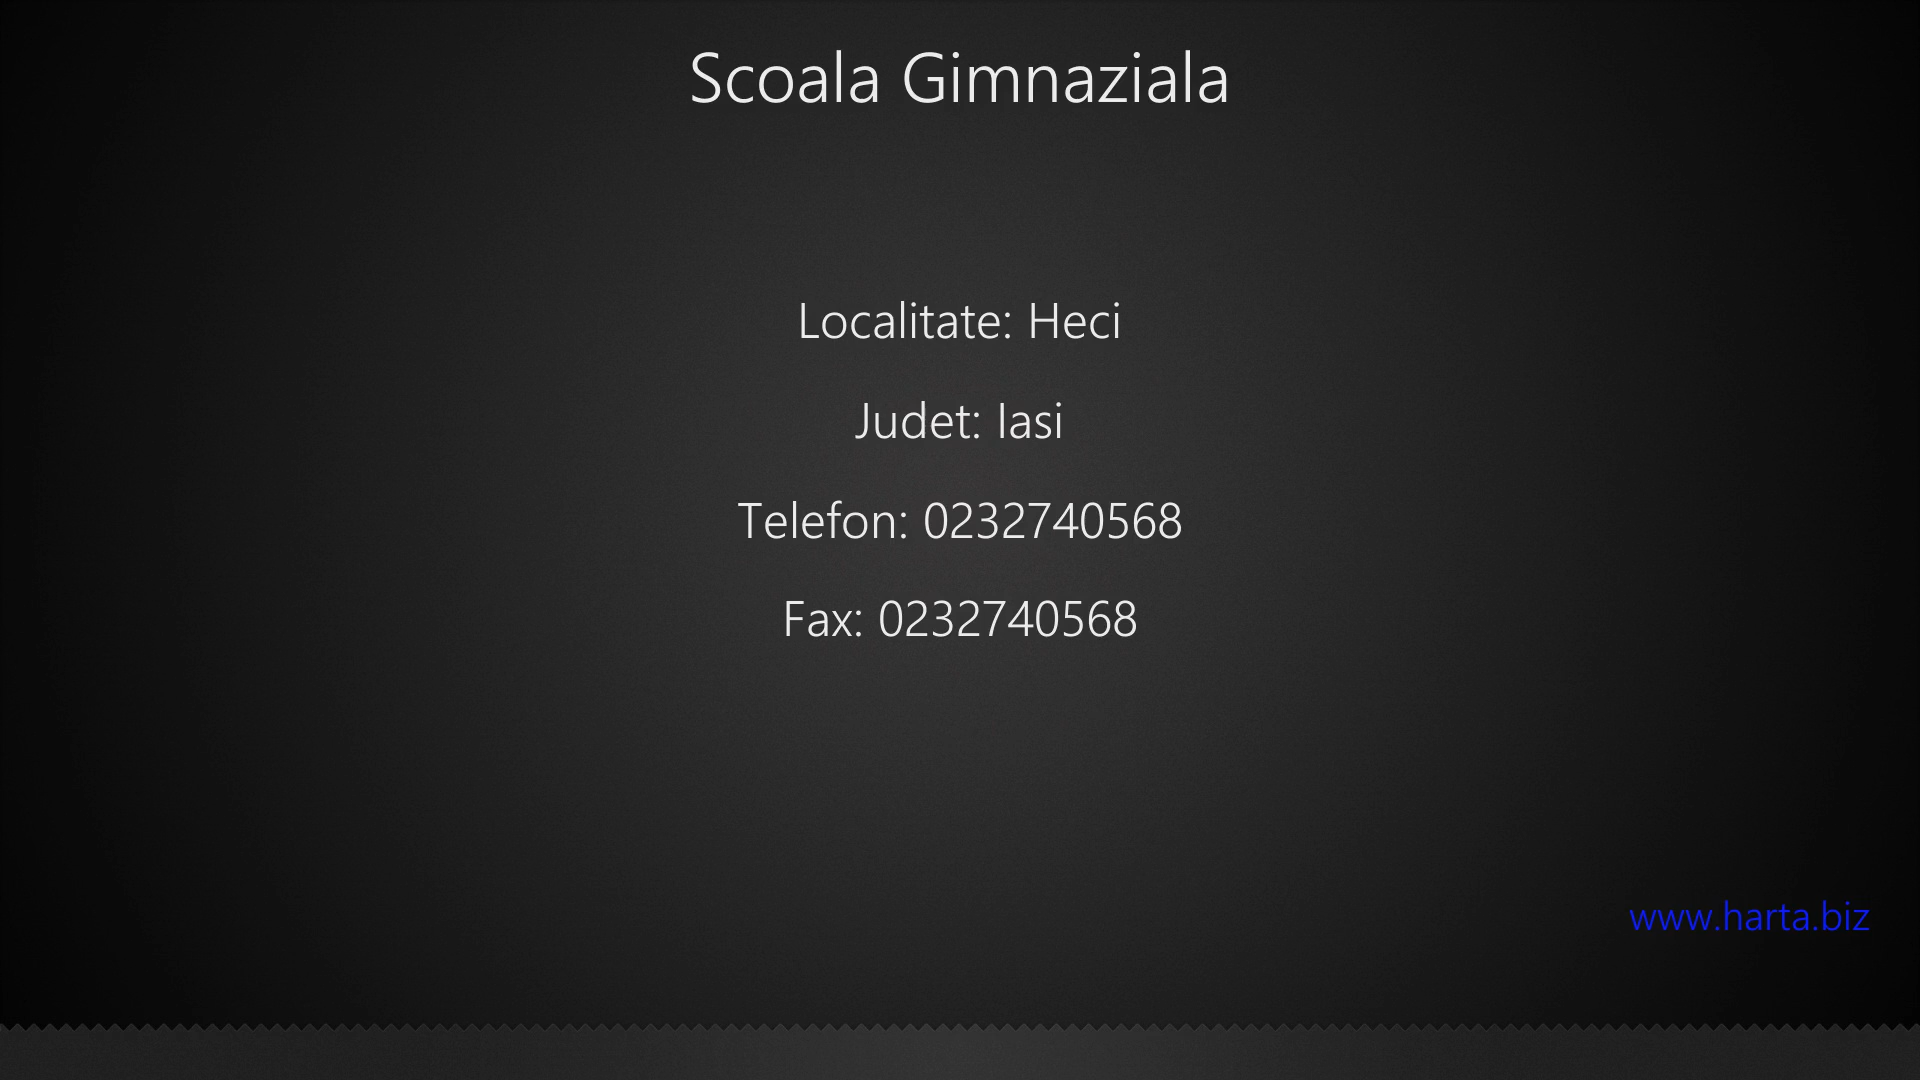 Scoala Gimnaziala
Localitate: Heci
Judet: Iasi
Telefon: 0232740568
Fax: 0232740568
www.harta.biz